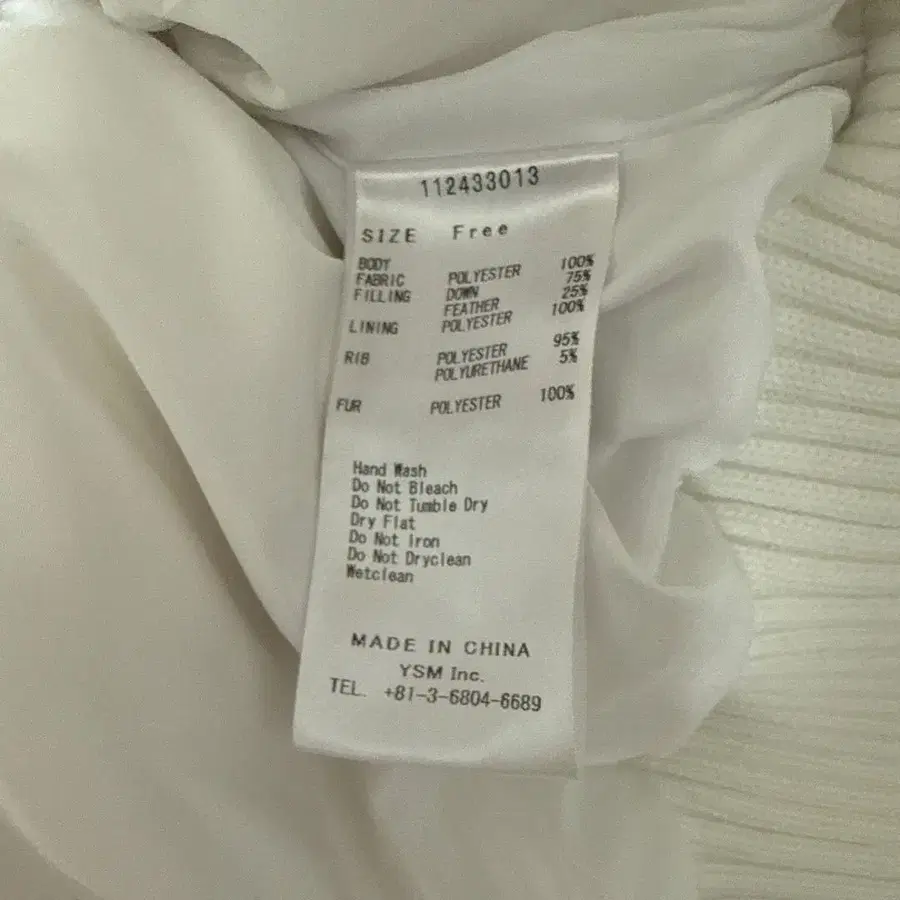 112433013
SIZE Free
BODY
FABRIC POLYESTER 100%
FILLING DOWN 75%
FEATHER 25%
LINING POLYESTER 100%
RIB POLYESTER 95%
POLYURETHANE 5%
FUR POLYESTER 100%
Hand Wash
Do Not Bleach
Do Not Tumble Dry
Dry Flat
Do Not Iron
Do Not Dryclean
Wetclean
MADE IN CHINA
YSM Inc.
TEL. +81-3-6804-6689